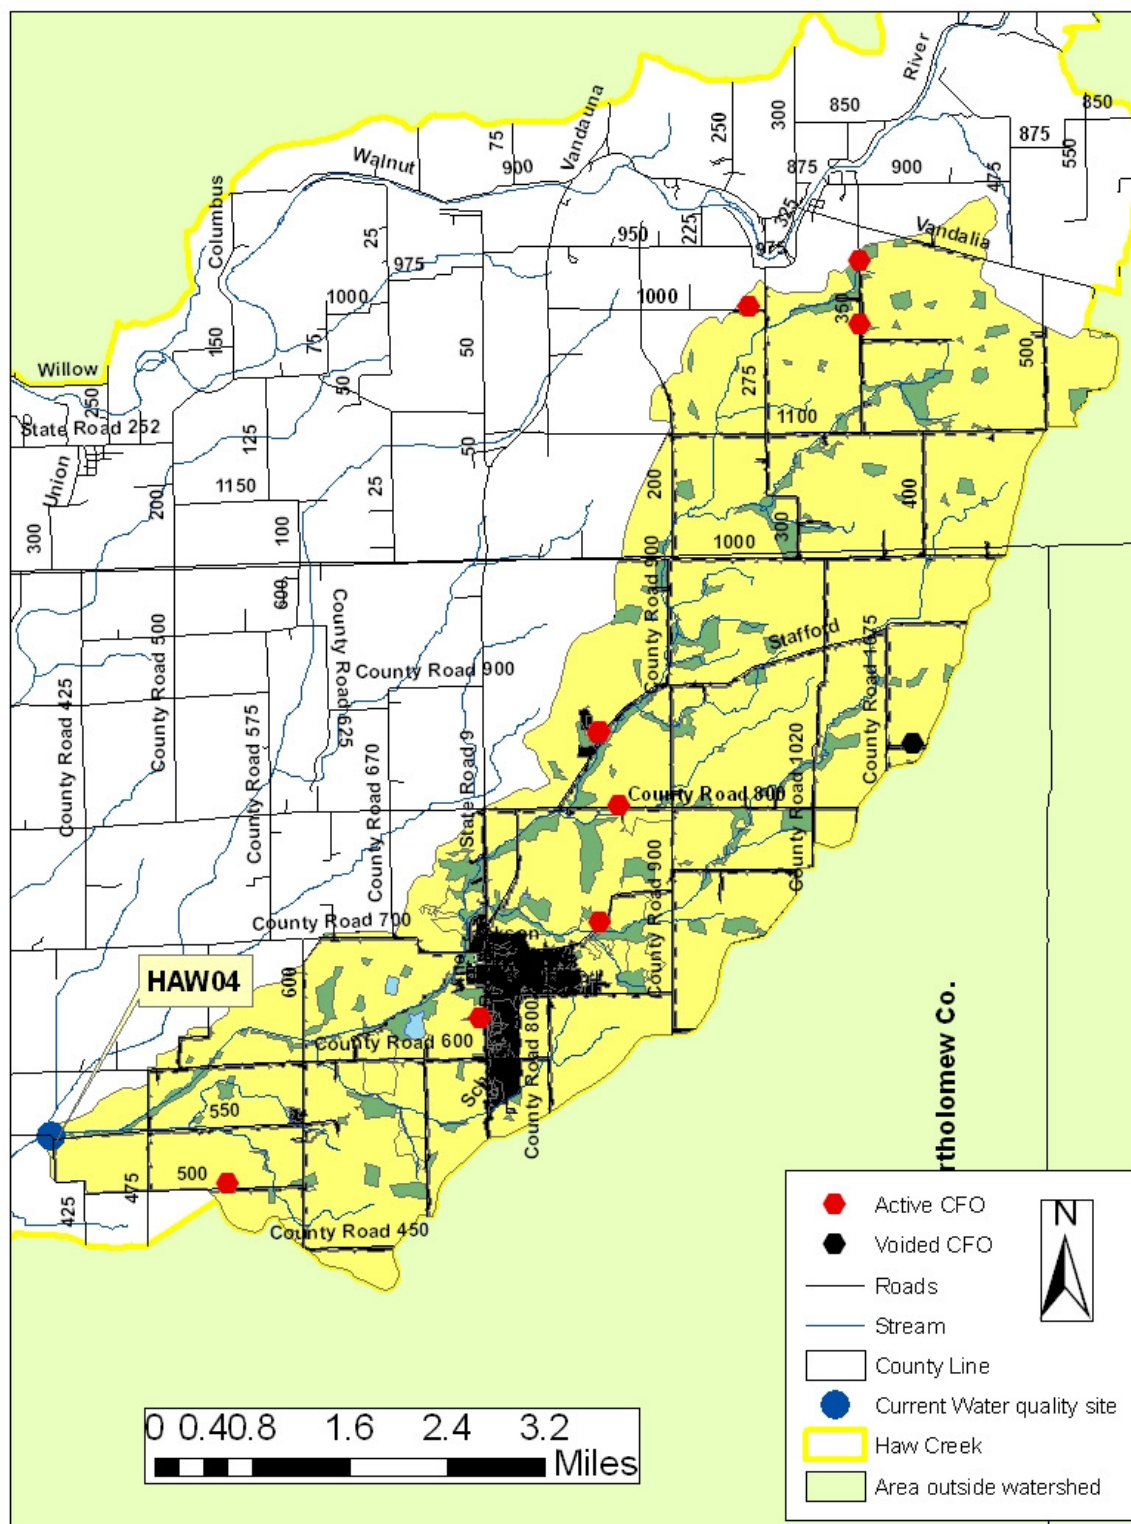 River
850
850
300
250
75
Vandauna
875
550
Walnut
900
875
900
475
Columbus
325
25
950
225
Vandalia
975
975
1000
1000
350
150
75
50
275
500
Willow
50
250
1100
State Road 252
125
50
Union
1150
25
200
400
200
300
100
300
1000
600
County Road 900
County Road 500
County Road 625
Stafford
County Road 1075
County Road 900
County Road 425
County Road 575
State Road 9
County Road 1020
County Road 670
County Road 800
County Road 900
County Road 700
HAW04
600
County Road 600
County Road 800
rtholomew Co.
550
500
475
425
County Road 450
N
Active CFO
Voided CFO
Roads
Stream
County Line
Current Water quality site
Haw Creek
Area outside watershed
0 0.40.8 1.6 2.4 3.2
Miles